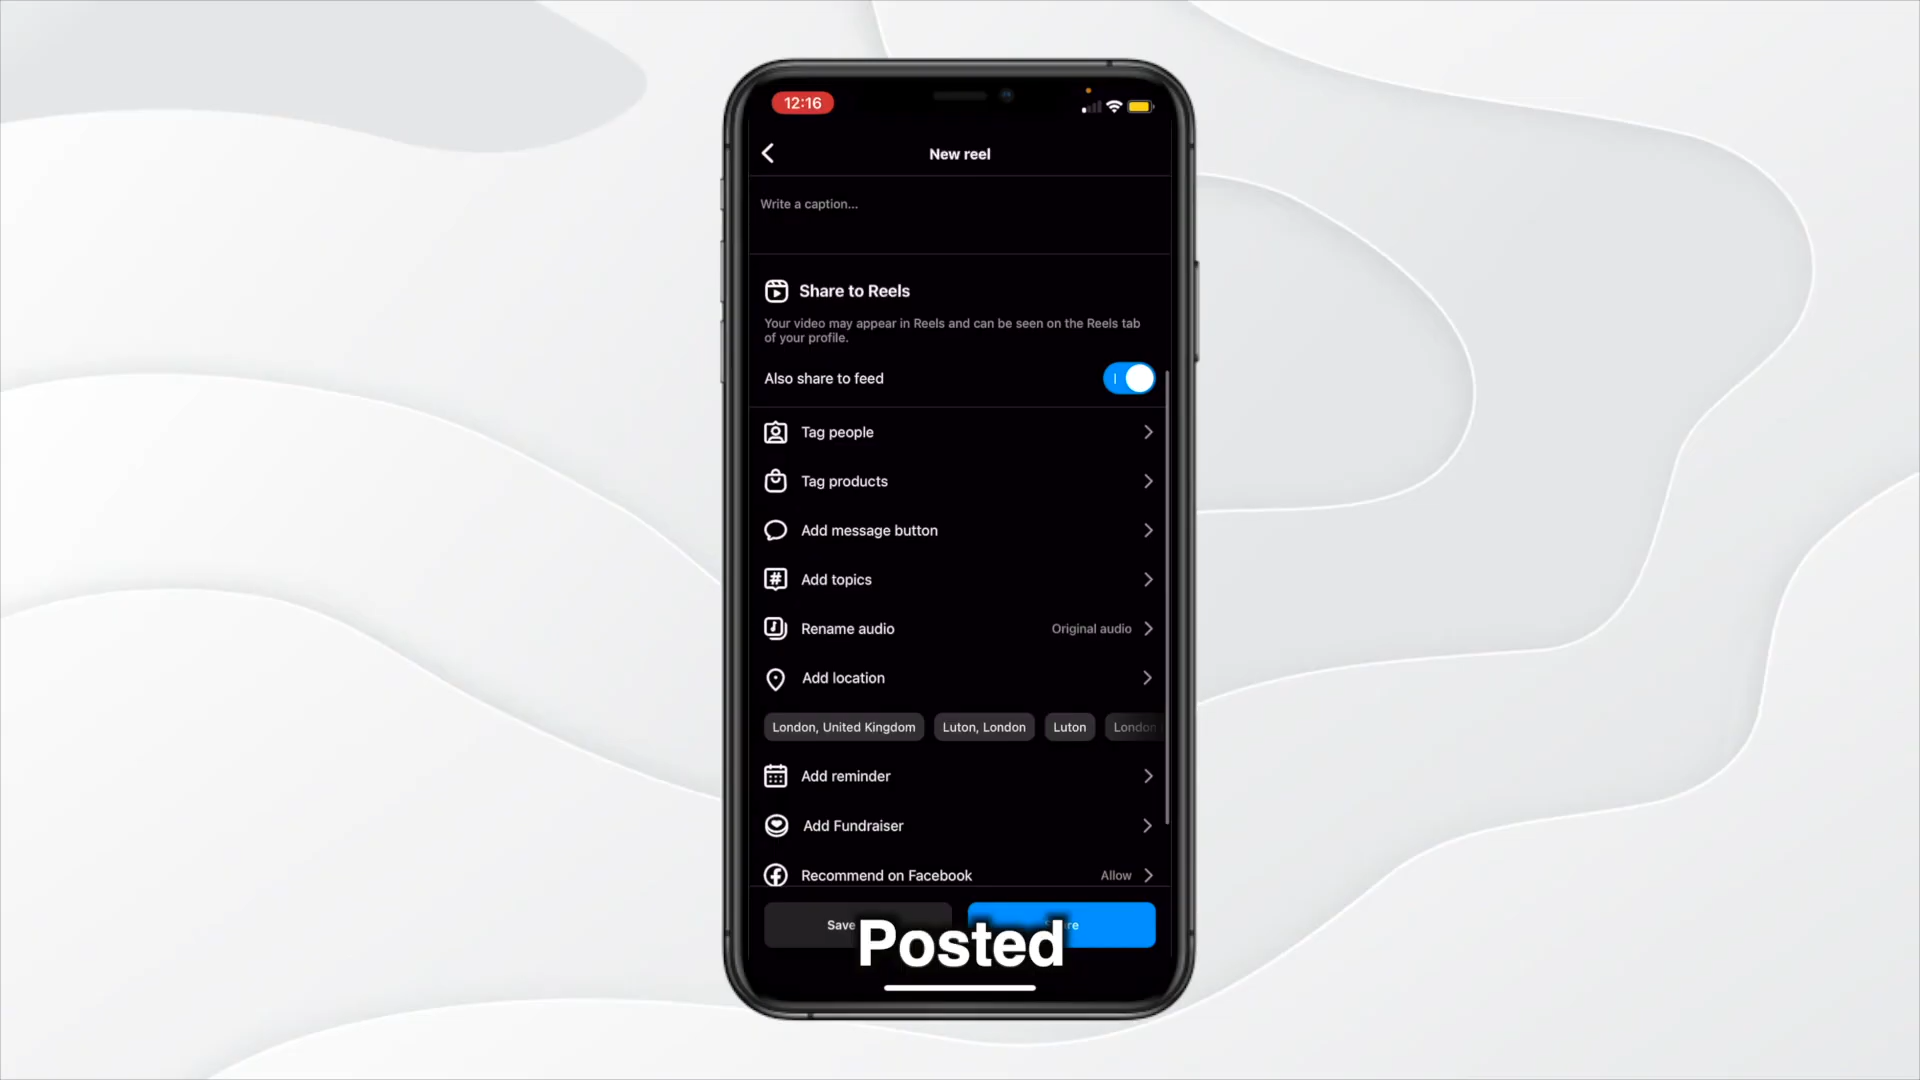 12:16
New reel
Write a caption...
Share to Reels
Your video may appear in Reels and can be seen on the Reels tab
of your profile.
Also share to feed
Tag people
Tag products
Add message button
Add topics
Rename audio Original audio
Add location
London, United Kingdom Luton, London Luton London
Add reminder
Add Fundraiser
Recommend on Facebook Allow
Save
Posted